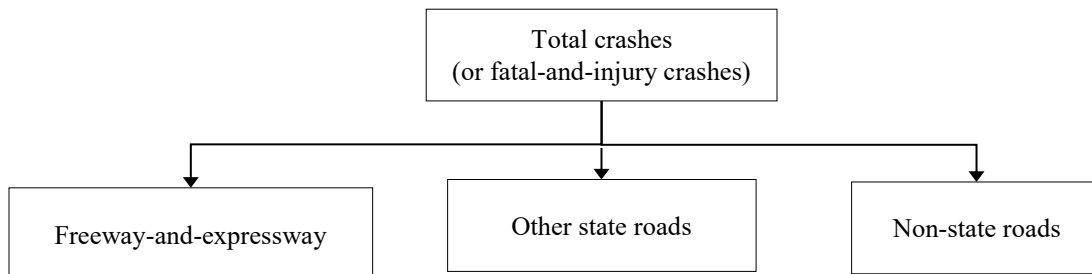 Total crashes
(or fatal-and-injury crashes)
Freeway-and-expressway
Other state roads
Non-state roads